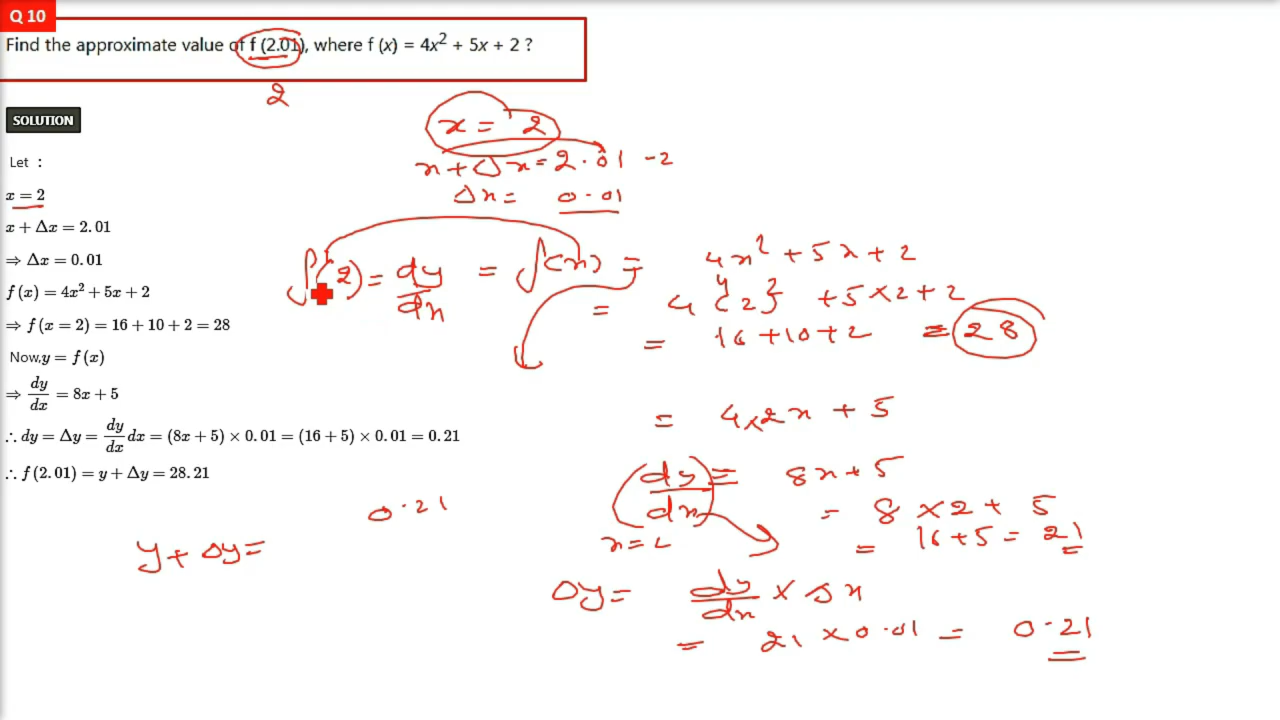 Q 10
Find the approximate value of f (2.01), where f (x) = 4x² + 5x + 2 ?
2
SOLUTION
Let :
x = 2
x + Δx = 2.01
⇒ Δx = 0.01
f(x) = 4x² + 5x + 2
⇒ f(x = 2) = 16 + 10 + 2 = 28
Now,y = f(x)
⇒ dy/dx = 8x + 5
∴ dy = Δy = dy/dx dx = (8x + 5) × 0.01 = (16 + 5) × 0.01 = 0.21
∴ f(2.01) = y + Δy = 28.21
0.21
y + Δy =
x = 2
x + Δx = 2.01 - 2
Δx = 0.01
f(2) = dy/dx = f(x) = 4x² + 5x + 2
= 4{2}² + 5×2+2
= 16+10+2 = 28
= 4×2x + 5
(dy/dx) = 8x+5
x=2
= 8 × 2 + 5
= 16+5 = 21
Δy = dy/dx × Δx
= 21 × 0.01 = 0.21